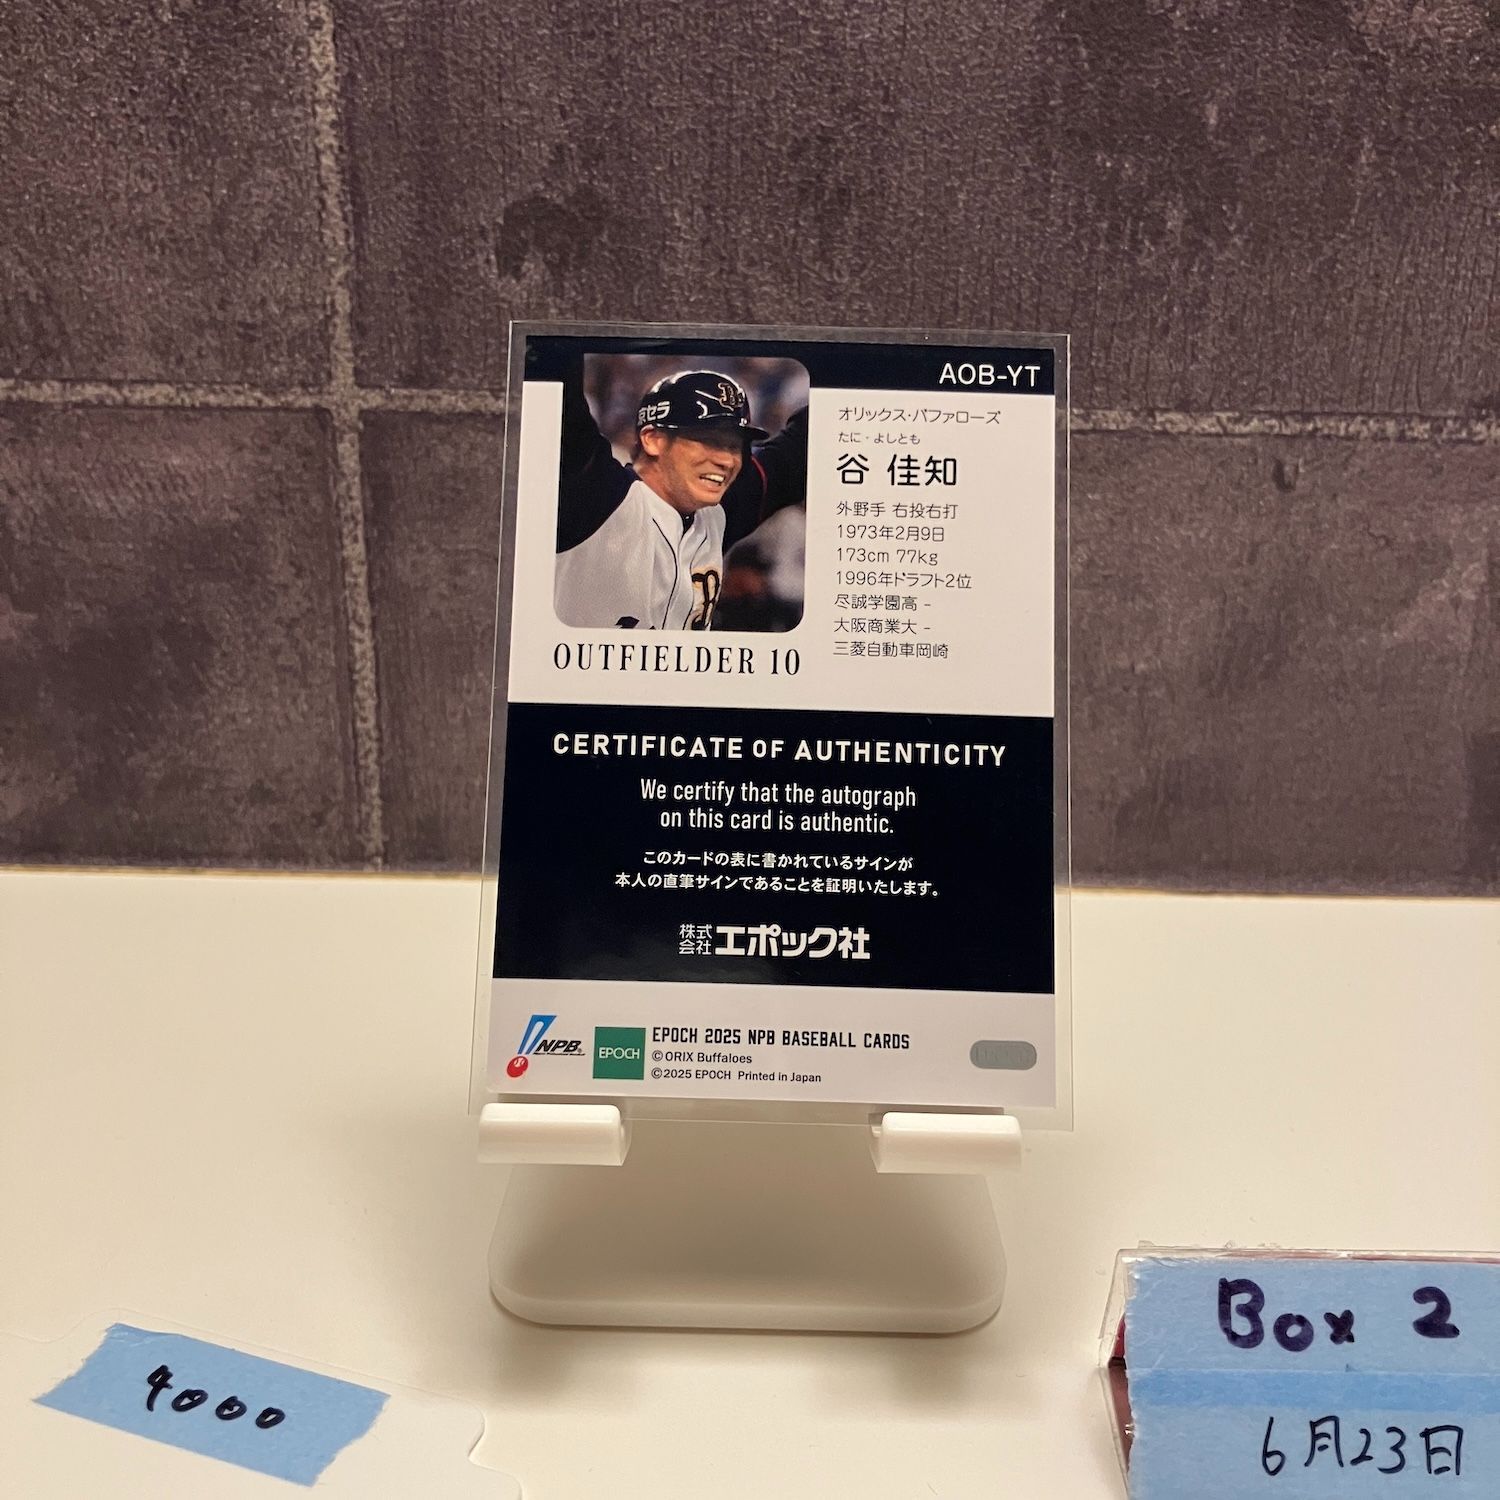 AOB-YT
京セラ
オリックス・バファローズ
たに・よしとも
谷 佳知
外野手 右投右打
1973年2月9日
173cm 77kg
1996年ドラフト2位
尽誠学園高 -
大阪商業大 -
三菱自動車岡崎
OUTFIELDER 10
CERTIFICATE OF AUTHENTICITY
We certify that the autograph
on this card is authentic.
このカードの表に書かれているサインが
本人の直筆サインであることを証明いたします。
株式会社エポック社
NPB
EPOCH
EPOCH 2025 NPB BASEBALL CARDS
©ORIX Buffaloes
©2025 EPOCH Printed in Japan
4000
Box 2
6月23日